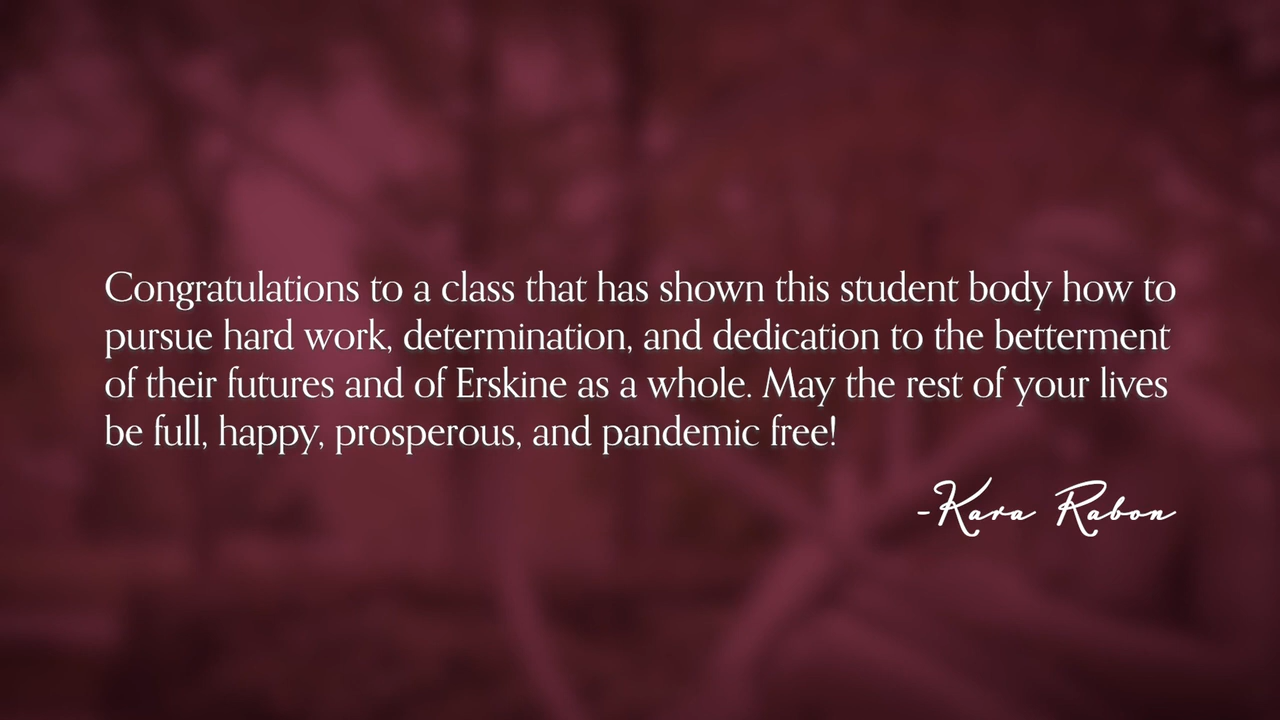 Congratulations to a class that has shown this student body how to
pursue hard work, determination, and dedication to the betterment
of their futures and of Erskine as a whole. May the rest of your lives
be full, happy, prosperous, and pandemic free!
-Kara Rabon